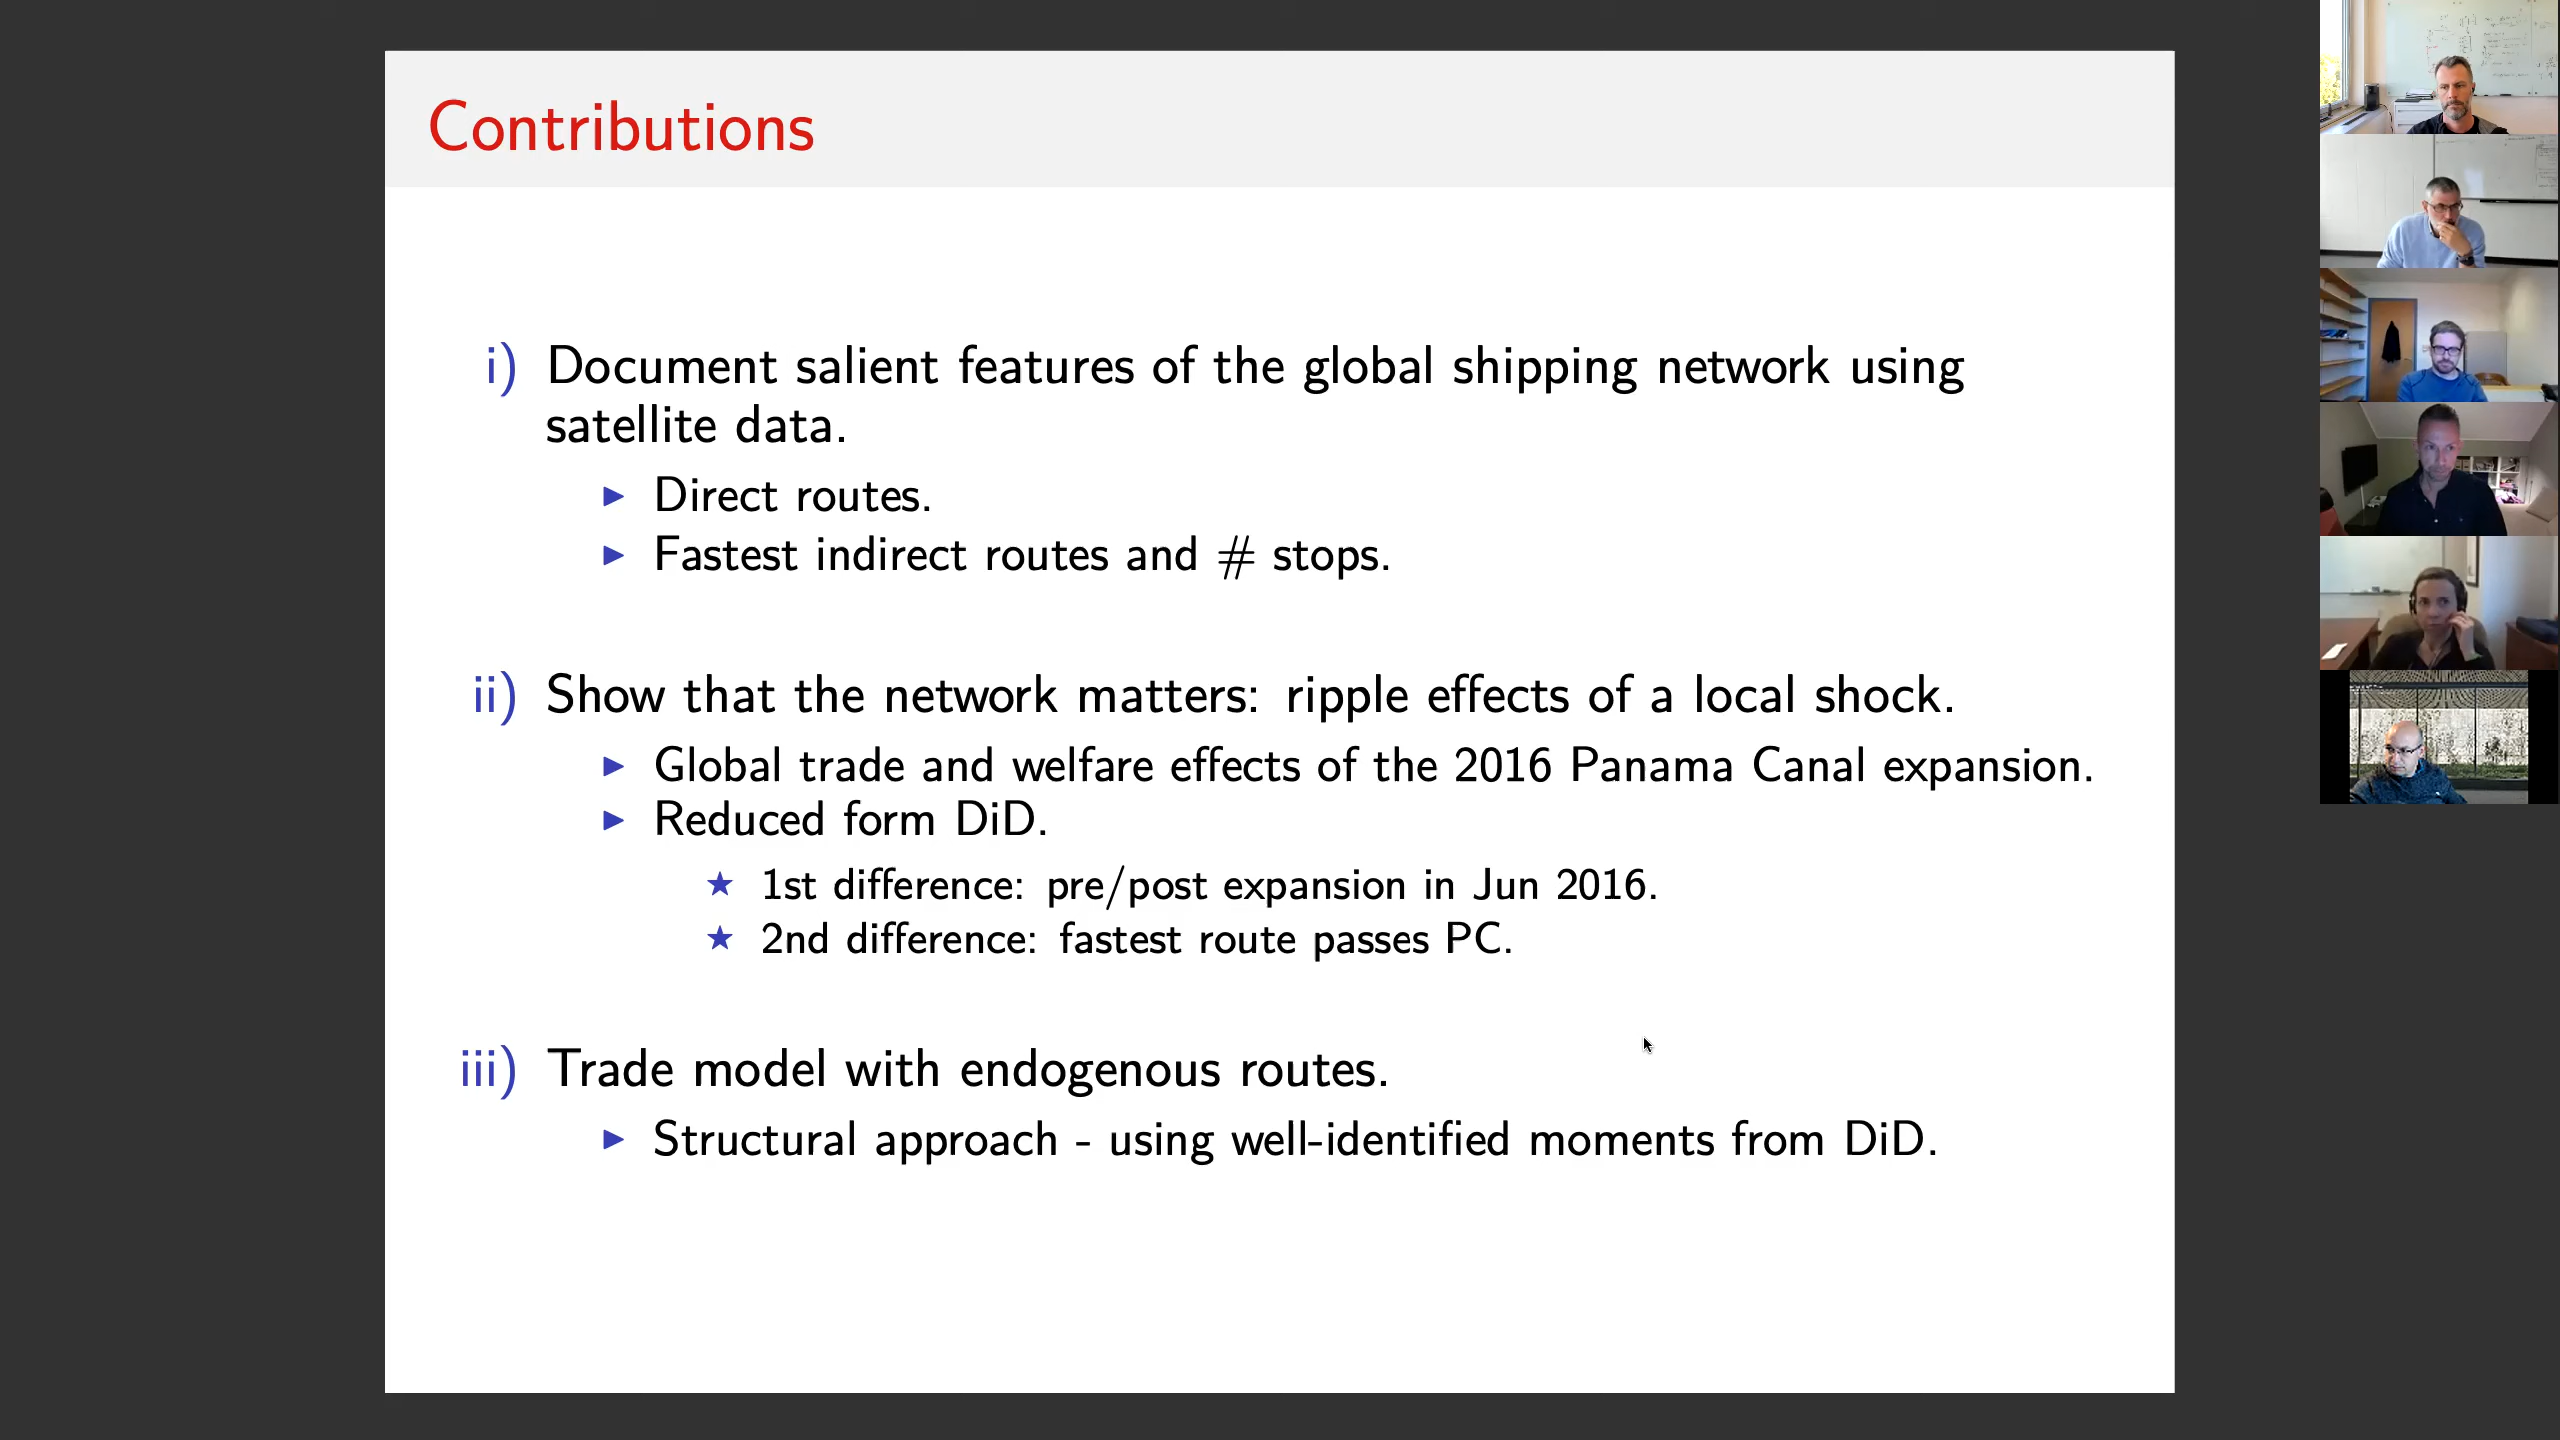 Contributions
i) Document salient features of the global shipping network using
satellite data.
▶ Direct routes.
▶ Fastest indirect routes and # stops.
ii) Show that the network matters: ripple effects of a local shock.
▶ Global trade and welfare effects of the 2016 Panama Canal expansion.
▶ Reduced form DiD.
★ 1st difference: pre/post expansion in Jun 2016.
★ 2nd difference: fastest route passes PC.
iii) Trade model with endogenous routes.
▶ Structural approach - using well-identified moments from DiD.